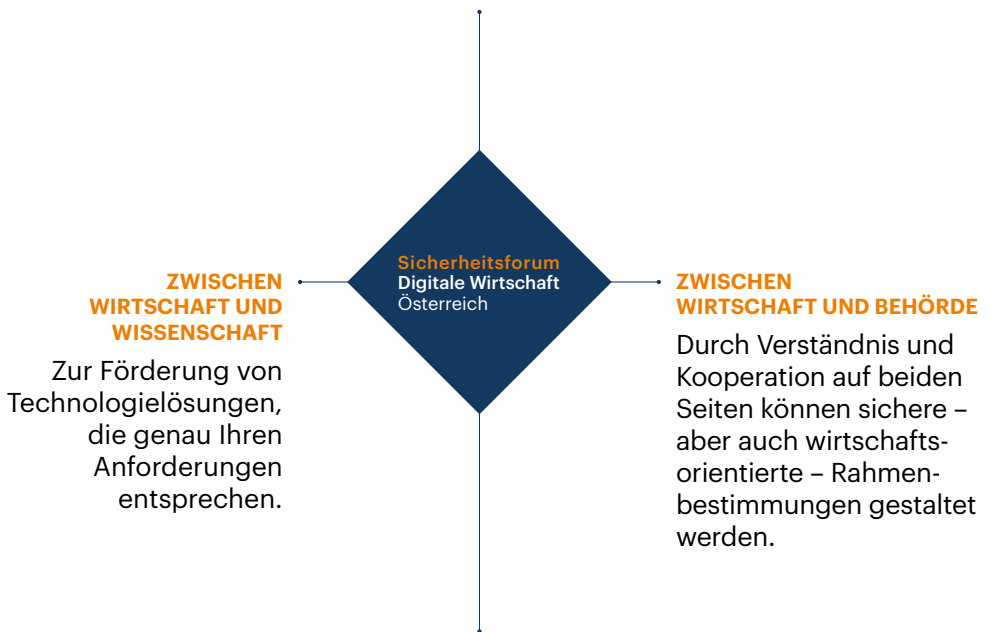 Sicherheitsforum
Digitale Wirtschaft
Österreich
ZWISCHEN
WIRTSCHAFT UND
WISSENSCHAFT
Zur Förderung von
Technologielösungen,
die genau Ihren
Anforderungen
entsprechen.
ZWISCHEN
WIRTSCHAFT UND BEHÖRDE
Durch Verständnis und
Kooperation auf beiden
Seiten können sichere –
aber auch wirtschafts-
orientierte – Rahmen-
bestimmungen gestaltet
werden.